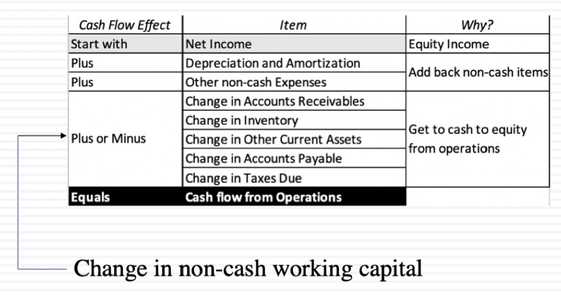 Cash Flow Effect Item Why?
Start with Net Income Equity Income
Plus Depreciation and Amortization
Add back non-cash items
Plus Other non-cash Expenses
Change in Accounts Receivables
Change in Inventory
Plus or Minus Change in Other Current Assets Get to cash to equity
from operations
Change in Accounts Payable
Change in Taxes Due
Equals Cash flow from Operations
Change in non-cash working capital